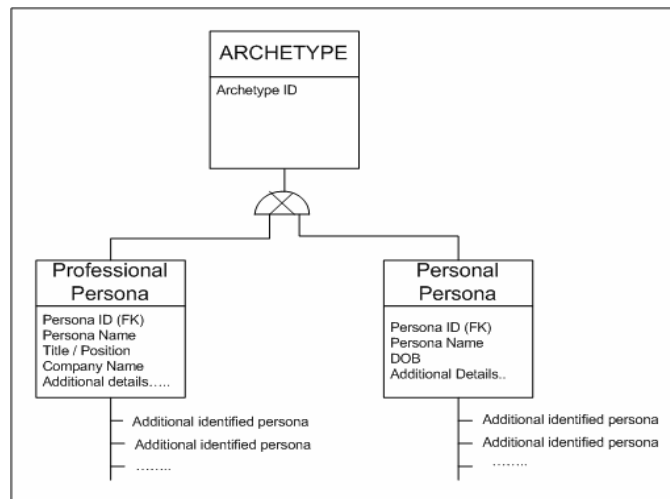 ARCHETYPE
Archetype ID
Professional
Persona
Persona ID (FK)
Persona Name
Title / Position
Company Name
Additional details.....
Additional identified persona
Additional identified persona
........
Personal
Persona
Persona ID (FK)
Persona Name
DOB
Additional Details..
Additional identified persona
Additional identified persona
........